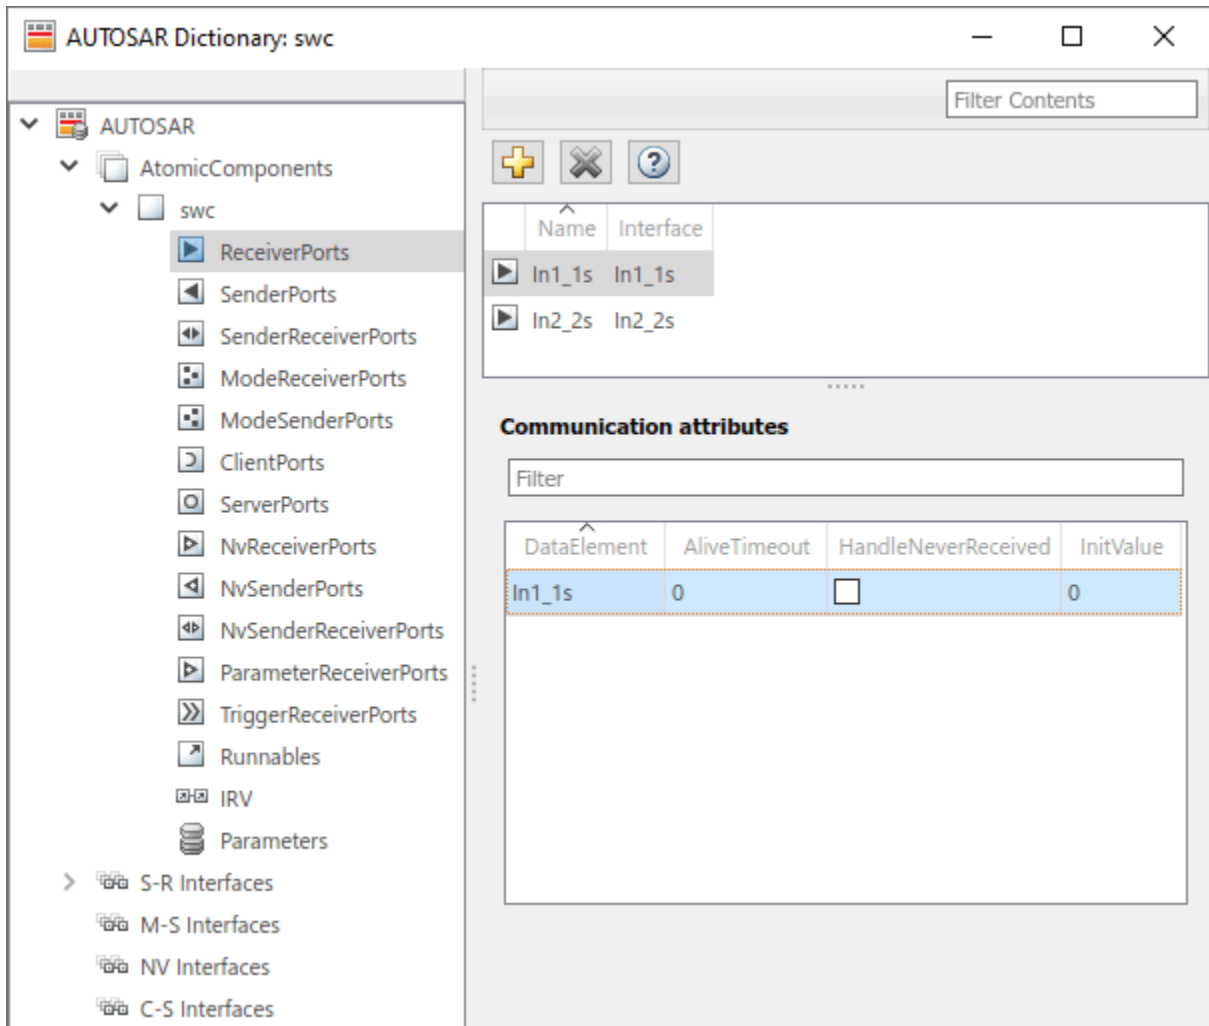 AUTOSAR Dictionary: swc
Filter Contents
AUTOSAR
AtomicComponents
swc
ReceiverPorts
SenderPorts
SenderReceiverPorts
ModeReceiverPorts
ModeSenderPorts
ClientPorts
ServerPorts
NvReceiverPorts
NvSenderPorts
NvSenderReceiverPorts
ParameterReceiverPorts
TriggerReceiverPorts
Runnables
IRV
Parameters
S-R Interfaces
M-S Interfaces
NV Interfaces
C-S Interfaces
Name Interface
In1_1s In1_1s
In2_2s In2_2s
Communication attributes
Filter
DataElement AliveTimeout HandleNeverReceived InitValue
In1_1s 0 0